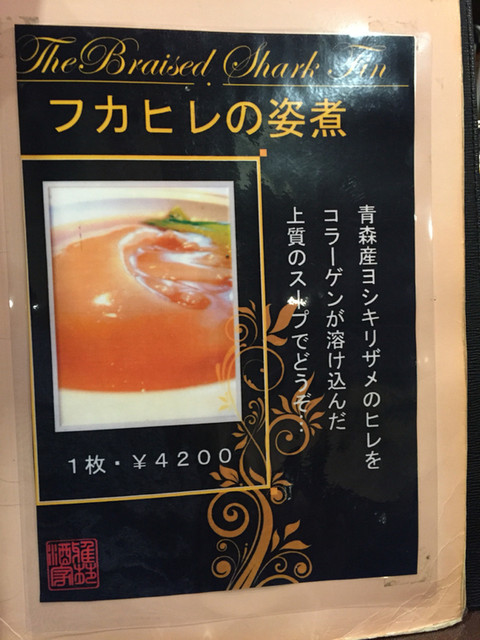 The Braised Shark Fin
フカヒレの姿煮
青森産ヨシキリザメのヒレを
コラーゲンが溶け込んだ
上質のスープでどうぞ…
1枚・￥4200